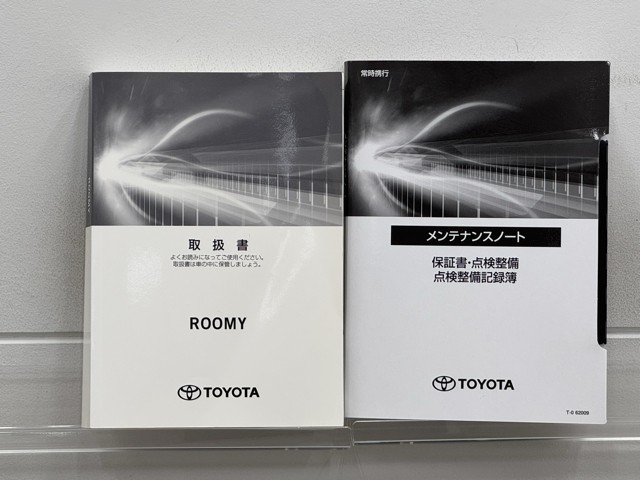 取扱書
よくお読みになってご使用ください。
取扱書は車の中に保管しましょう。
ROOMY
TOYOTA
常時携行
メンテナンスノート
保証書・点検整備
点検整備記録簿
TOYOTA
T-0 62009